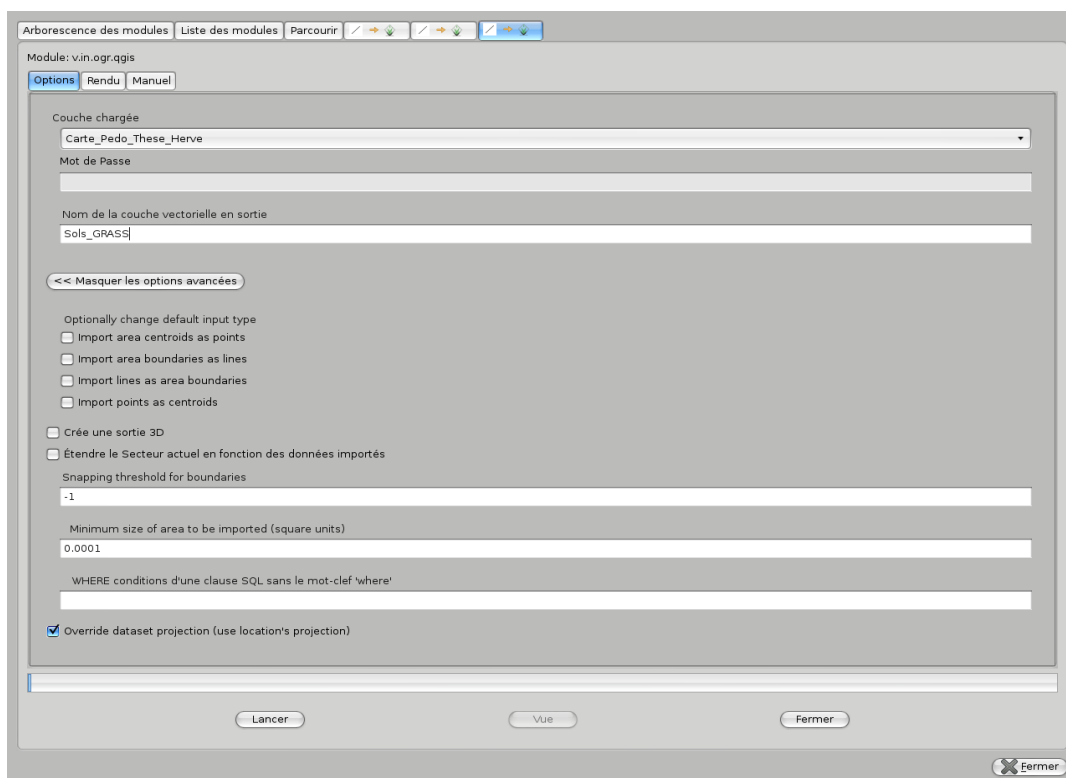 Arborescence des modules Liste des modules Parcourir
Module: v.in.ogr.qgis
Options Rendu Manuel
Couche chargée
Carte_Pedo_These_Herve
Mot de Passe
Nom de la couche vectorielle en sortie
Sols_GRASS
<< Masquer les options avancées
Optionally change default input type
Import area centroids as points
Import area boundaries as lines
Import lines as area boundaries
Import points as centroids
Crée une sortie 3D
Étendre le Secteur actuel en fonction des données importés
Snapping threshold for boundaries
-1
Minimum size of area to be imported (square units)
0.0001
WHERE conditions d'une clause SQL sans le mot-clef 'where'
Override dataset projection (use location's projection)
Lancer Vue Fermer
Fermer